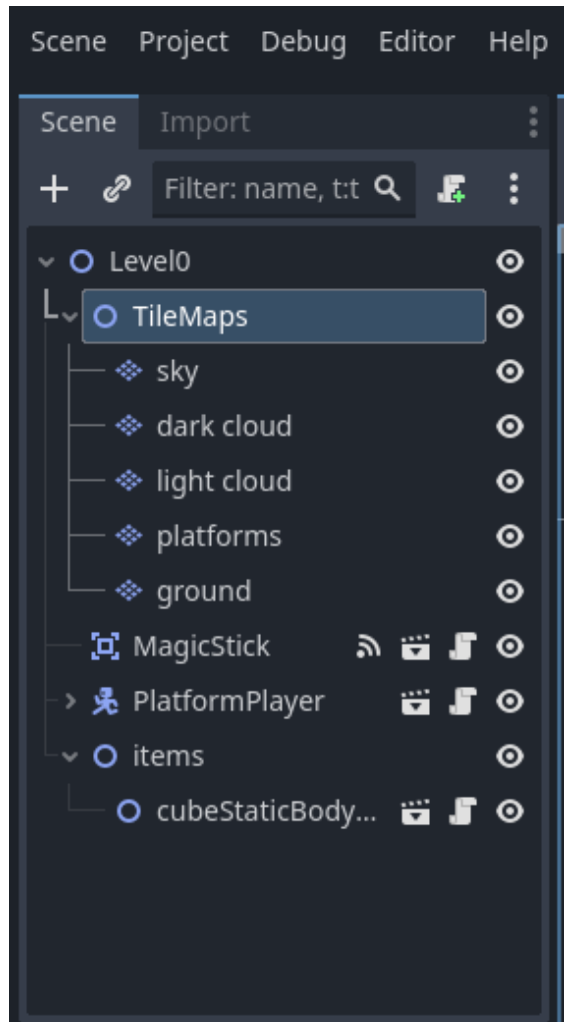 Scene Project Debug Editor Help
Scene Import
Filter: name, t:t
Level0
TileMaps
sky
dark cloud
light cloud
platforms
ground
MagicStick
PlatformPlayer
items
cubeStaticBody...